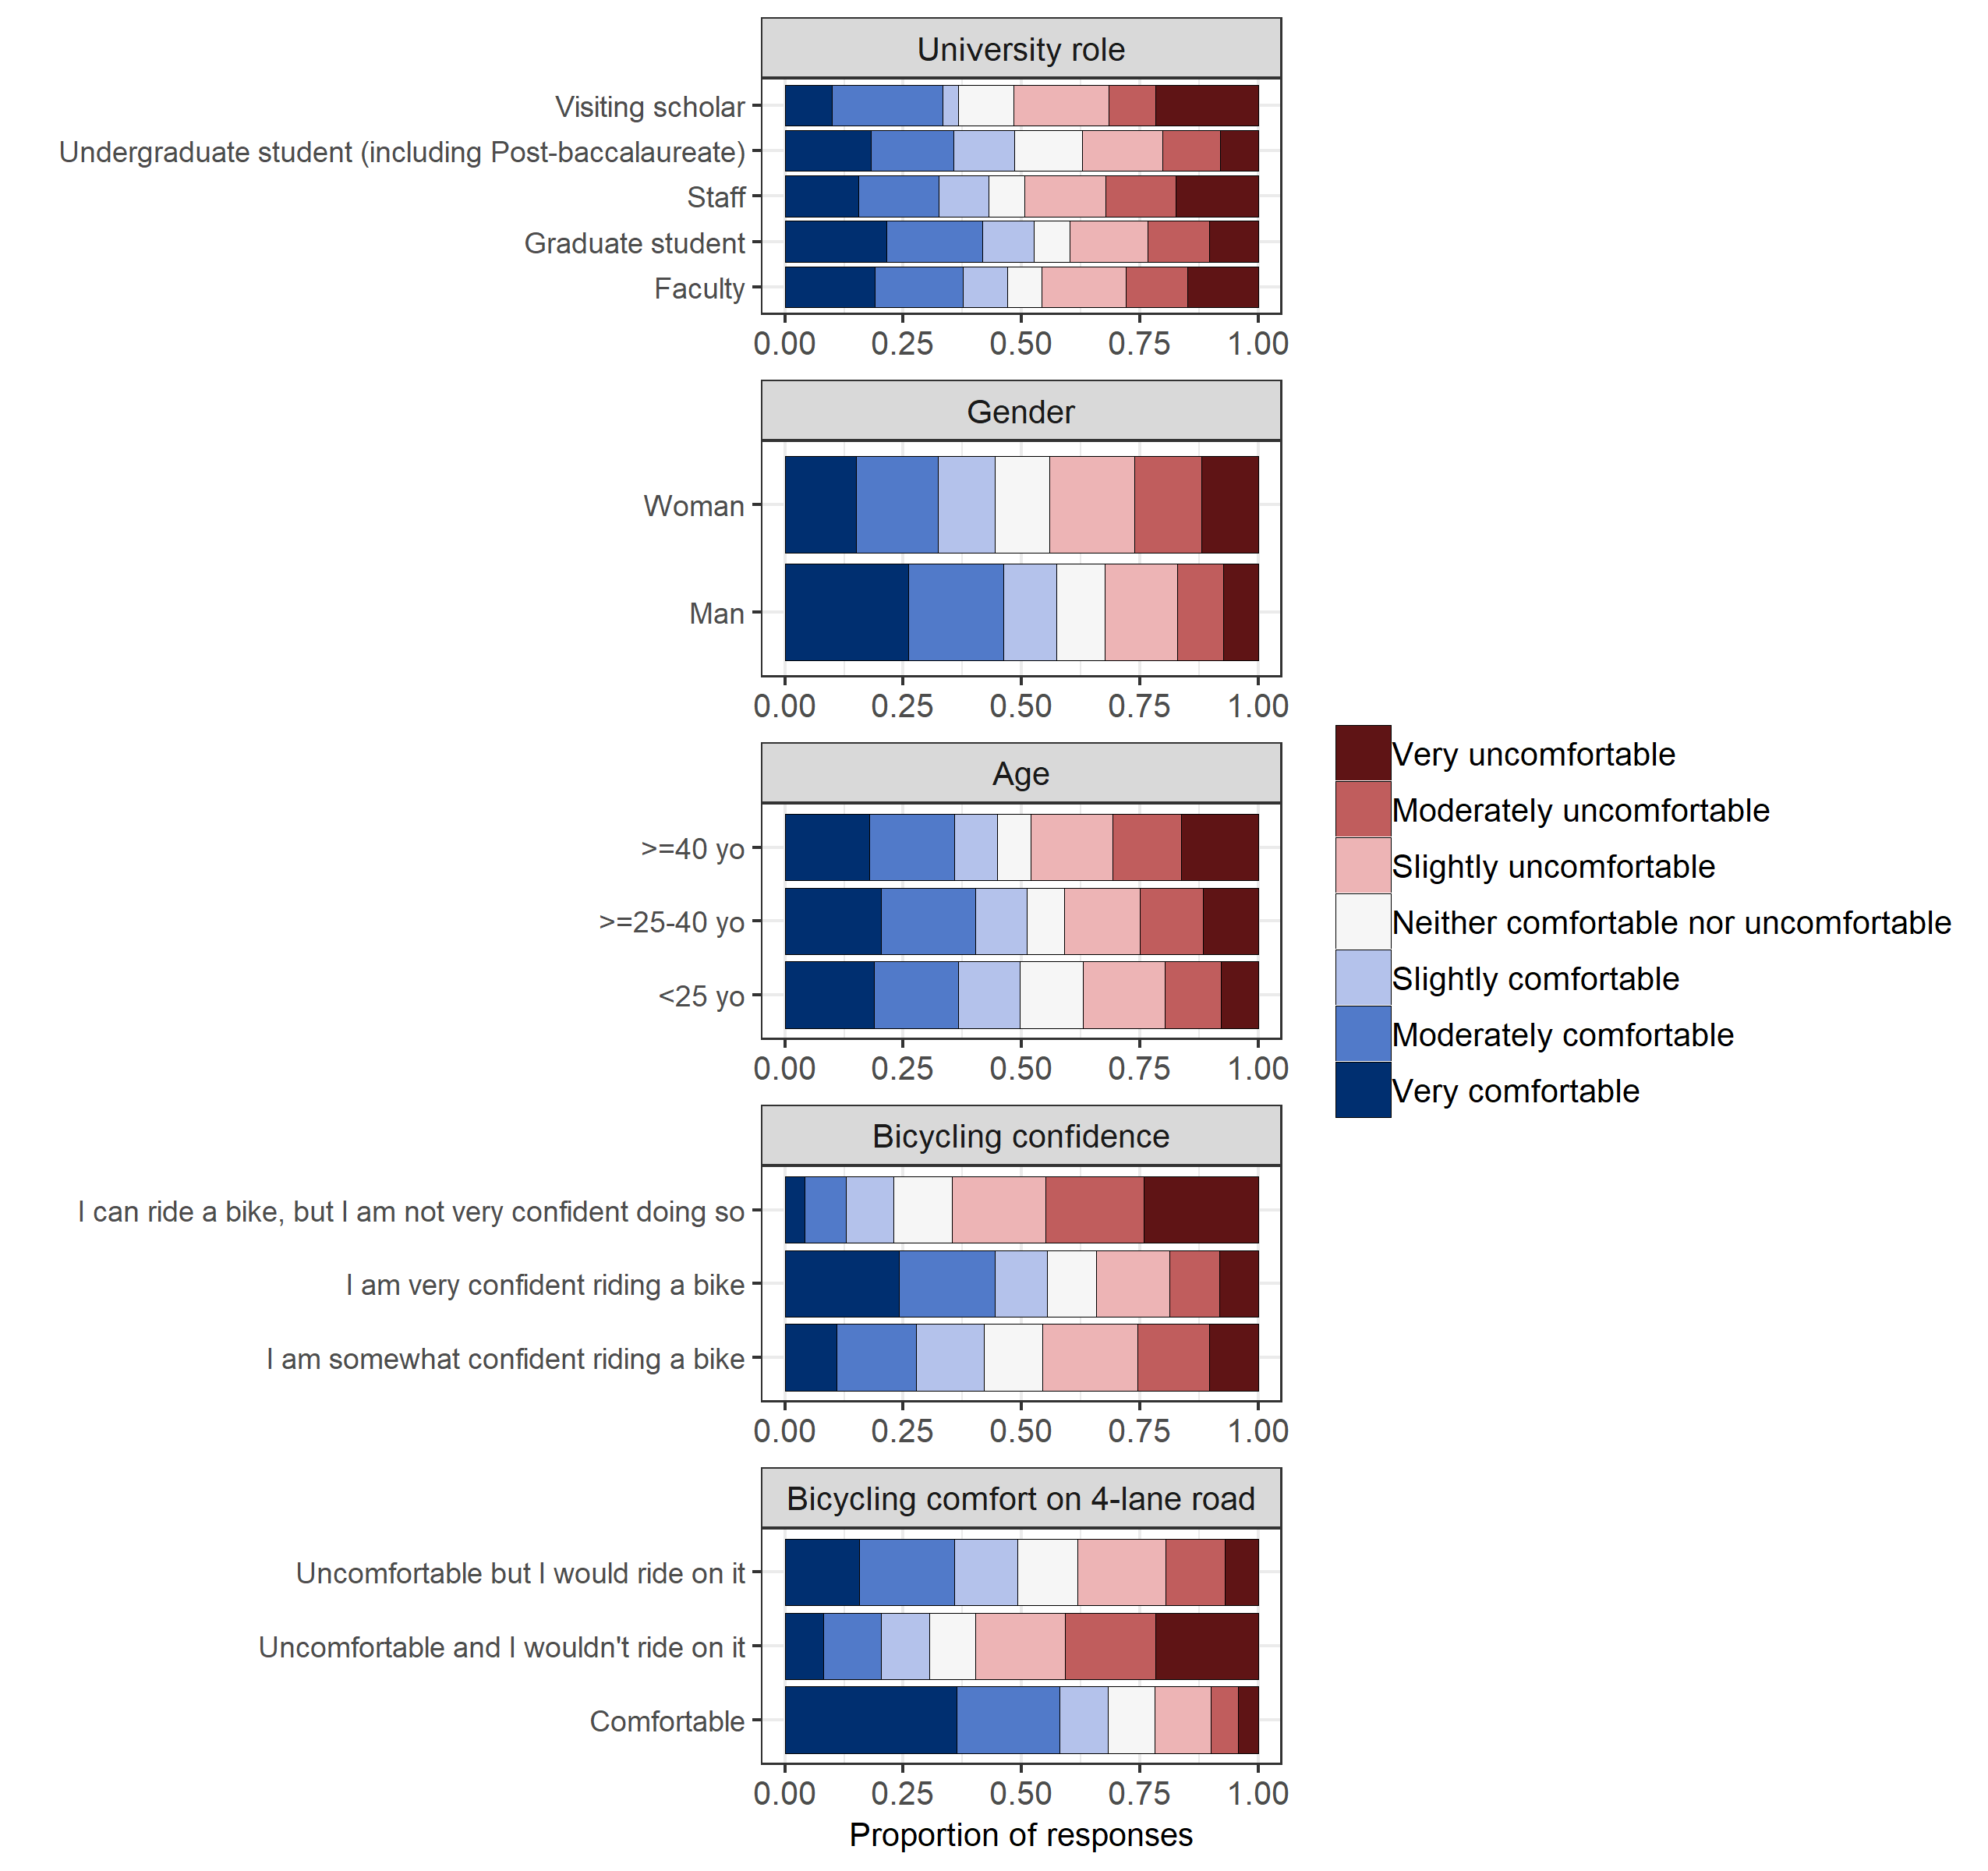 University role
Visiting scholar
Undergraduate student (including Post-baccalaureate)
Staff
Graduate student
Faculty
0.00 0.25 0.50 0.75 1.00
Gender
Woman
Man
0.00 0.25 0.50 0.75 1.00
Age
>=40 yo
>=25-40 yo
<25 yo
0.00 0.25 0.50 0.75 1.00
Bicycling confidence
I can ride a bike, but I am not very confident doing so
I am very confident riding a bike
I am somewhat confident riding a bike
0.00 0.25 0.50 0.75 1.00
Bicycling comfort on 4-lane road
Uncomfortable but I would ride on it
Uncomfortable and I wouldn't ride on it
Comfortable
0.00 0.25 0.50 0.75 1.00
Proportion of responses
Very uncomfortable
Moderately uncomfortable
Slightly uncomfortable
Neither comfortable nor uncomfortable
Slightly comfortable
Moderately comfortable
Very comfortable